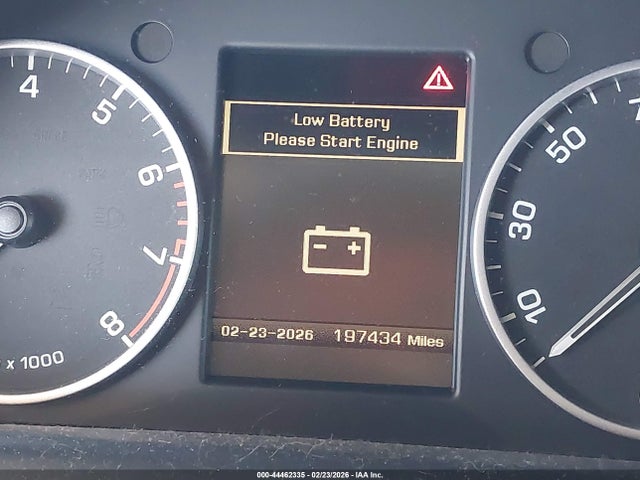 4
5
6
7
8
x 1000
Low Battery
Please Start Engine
- +
02-23-2026 197434 Miles
50
30
10
000-44462335 - 02/23/2026 - IAA Inc.